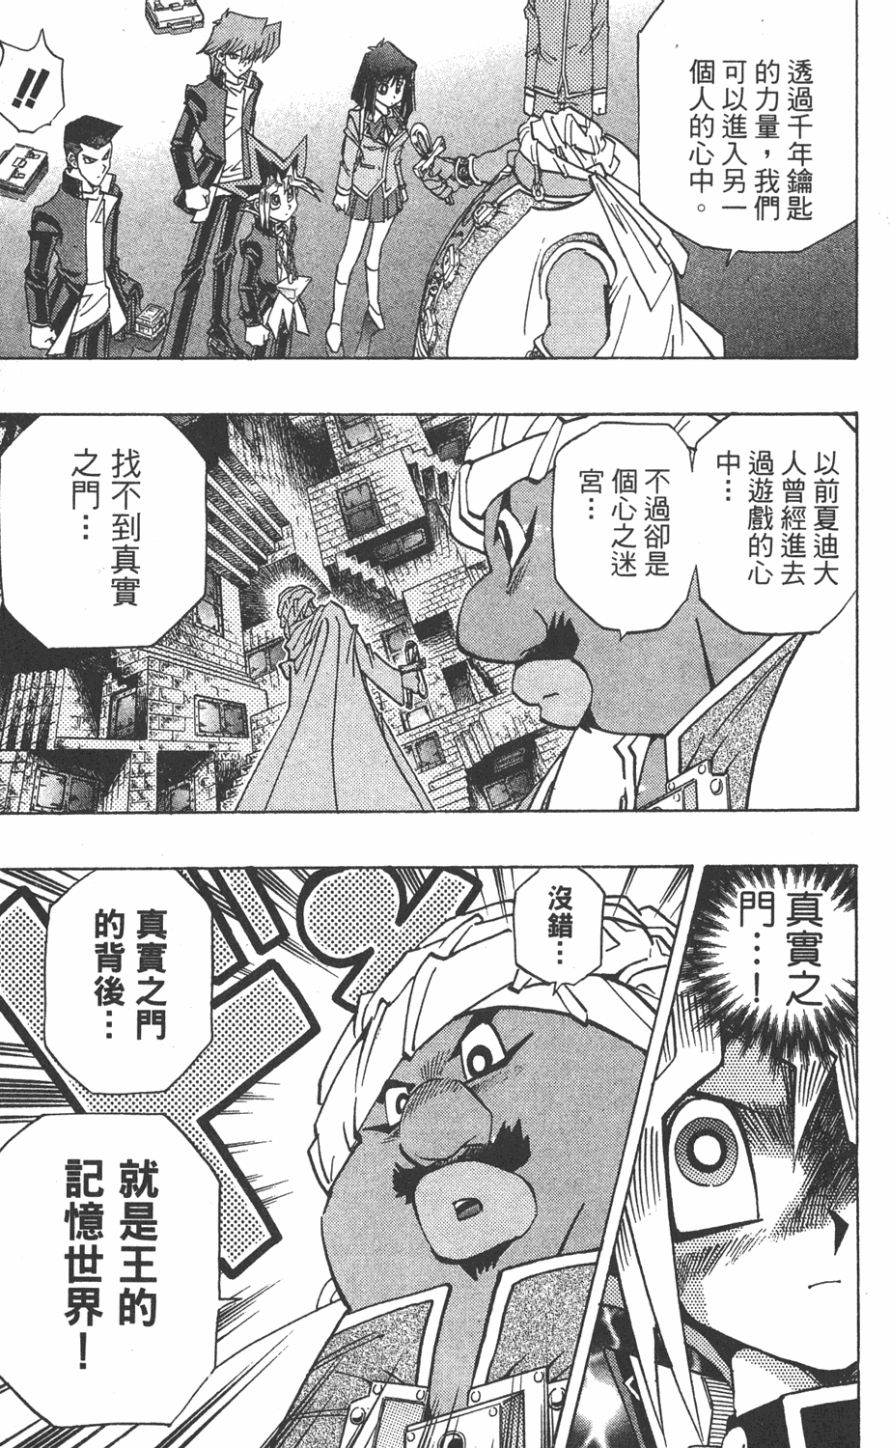 透過千年鑰匙
的力量，我們
可以進入另一
個人的心中。
!!
以前夏迪大
人曾經進去
過遊戲的心
中…
不過卻是
個心之迷
宮…
找不到真實
之門…
真實之
門…！
沒錯…
真實之門
的背後…
就是王的
記憶世界！